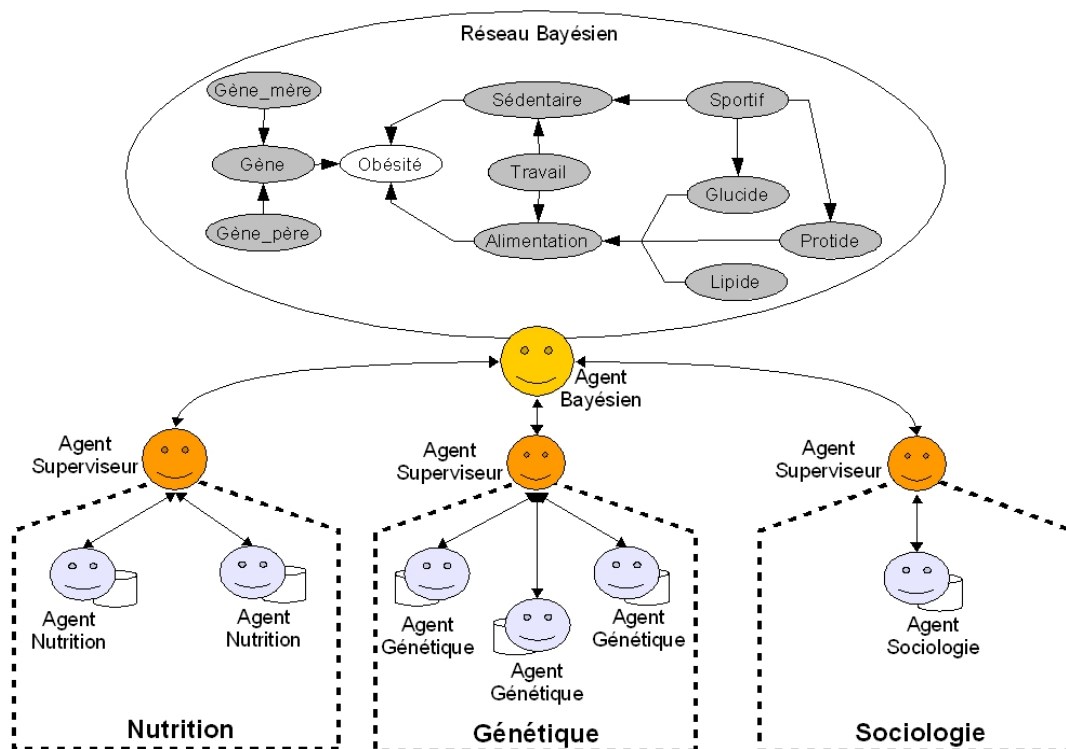 Réseau Bayésien
Gène_mère
Sédentaire
Sportif
Gène
Obésité
Travail
Glucide
Gène_père
Alimentation
Protide
Lipide
Agent
Bayésien
Agent
Superviseur
Agent
Superviseur
Agent
Superviseur
Agent
Nutrition
Agent
Nutrition
Agent
Génétique
Agent
Génétique
Agent
Génétique
Agent
Sociologie
Nutrition
Génétique
Sociologie